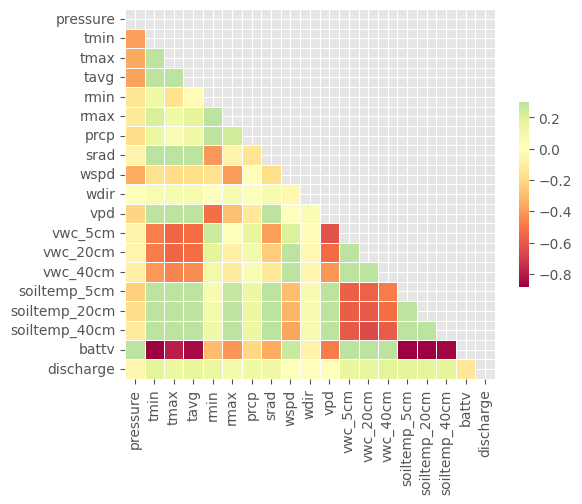 pressure
tmin
tmax
tavg
rmin
rmax
prcp
srad
wspd
wdir
vpd
vwc_5cm
vwc_20cm
vwc_40cm
soiltemp_5cm
soiltemp_20cm
soiltemp_40cm
battv
discharge
pressure
tmin
tmax
tavg
rmin
rmax
prcp
srad
wspd
wdir
vpd
vwc_5cm
vwc_20cm
vwc_40cm
soiltemp_5cm
soiltemp_20cm
soiltemp_40cm
battv
discharge
0.2
0.0
−0.2
−0.4
−0.6
−0.8